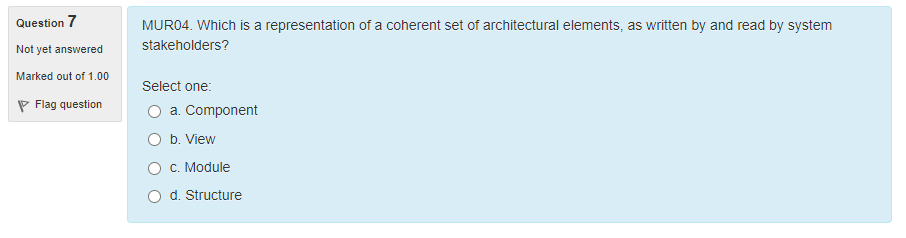 Question 7
Not yet answered
Marked out of 1.00
Flag question
MUR04. Which is a representation of a coherent set of architectural elements, as written by and read by system
stakeholders?
Select one:
a. Component
b. View
c. Module
d. Structure